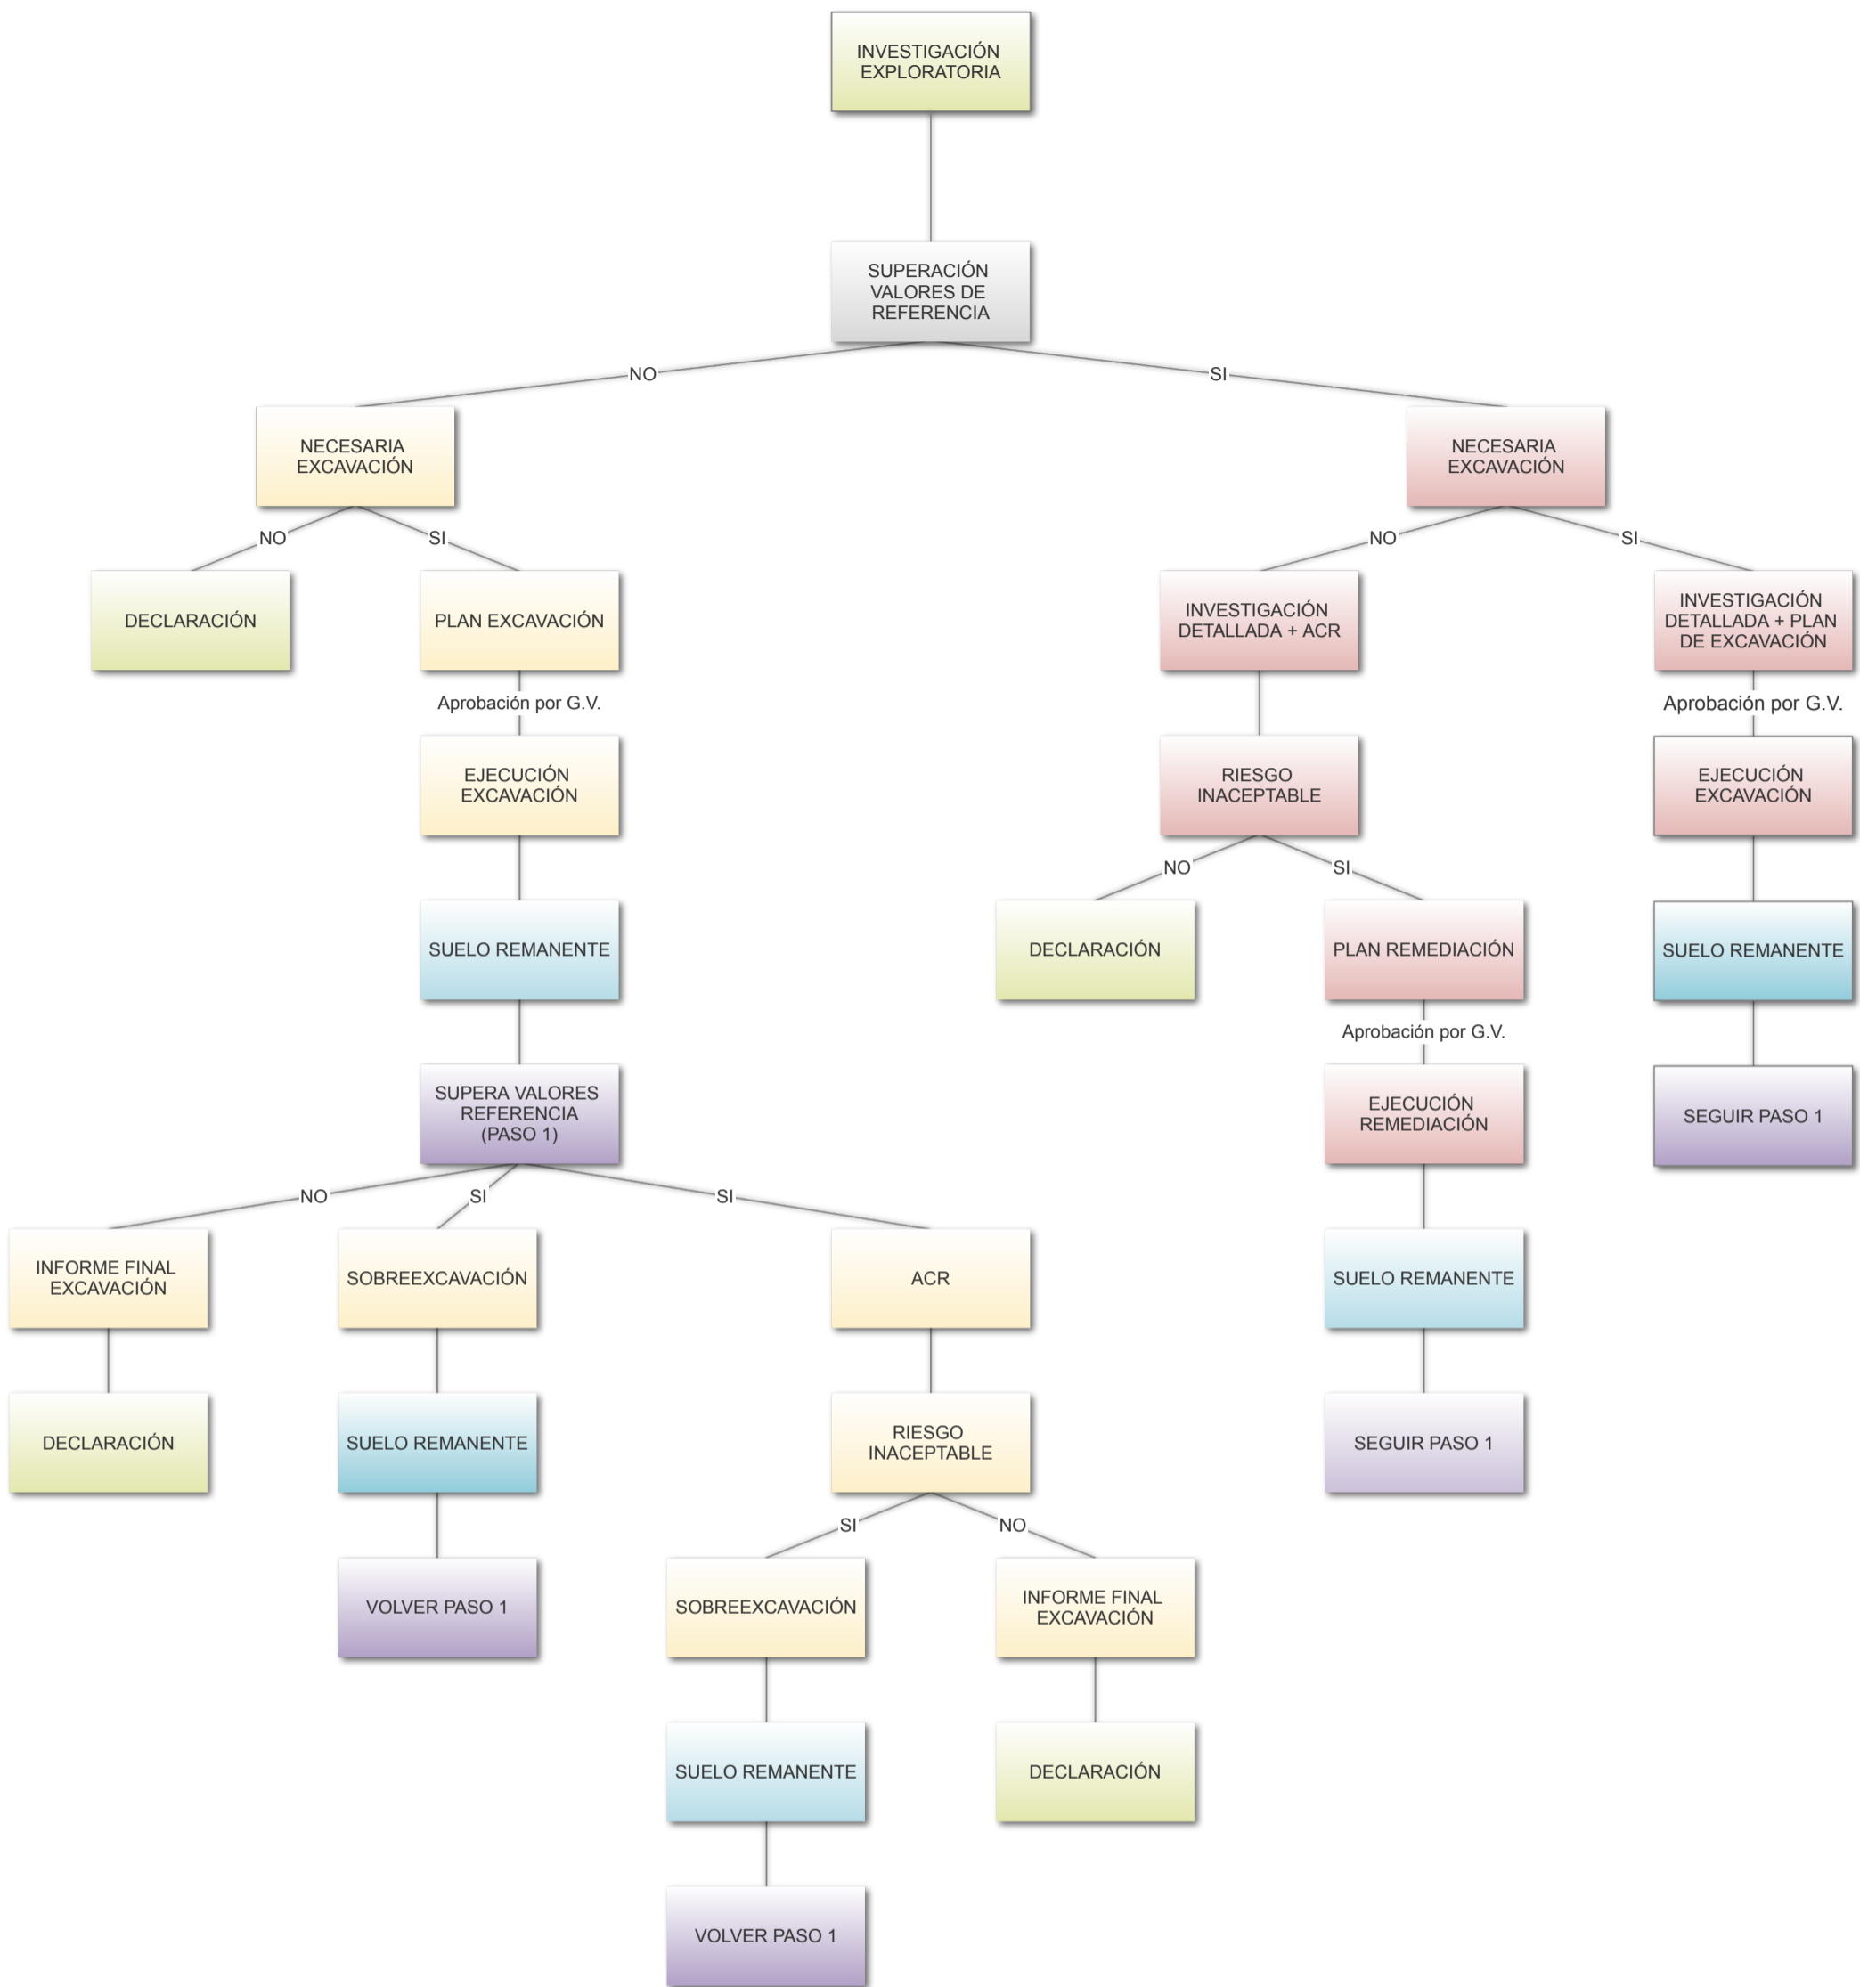 INVESTIGACIÓN
EXPLORATORIA
SUPERACIÓN
VALORES DE
REFERENCIA
NO
SI
NECESARIA
EXCAVACIÓN
NECESARIA
EXCAVACIÓN
NO
SI
NO
SI
DECLARACIÓN
PLAN EXCAVACIÓN
INVESTIGACIÓN
DETALLADA + ACR
INVESTIGACIÓN
DETALLADA + PLAN
DE EXCAVACIÓN
Aprobación por G.V.
Aprobación por G.V.
EJECUCIÓN
EXCAVACIÓN
RIESGO
INACEPTABLE
EJECUCIÓN
EXCAVACIÓN
NO
SI
SUELO REMANENTE
DECLARACIÓN
PLAN REMEDIACIÓN
SUELO REMANENTE
Aprobación por G.V.
SUPERA VALORES
REFERENCIA
(PASO 1)
EJECUCIÓN
REMEDIACIÓN
SEGUIR PASO 1
NO
SI
SI
INFORME FINAL
EXCAVACIÓN
SOBREEXCAVACIÓN
ACR
SUELO REMANENTE
DECLARACIÓN
SUELO REMANENTE
RIESGO
INACEPTABLE
SEGUIR PASO 1
SI
NO
VOLVER PASO 1
SOBREEXCAVACIÓN
INFORME FINAL
EXCAVACIÓN
SUELO REMANENTE
DECLARACIÓN
VOLVER PASO 1